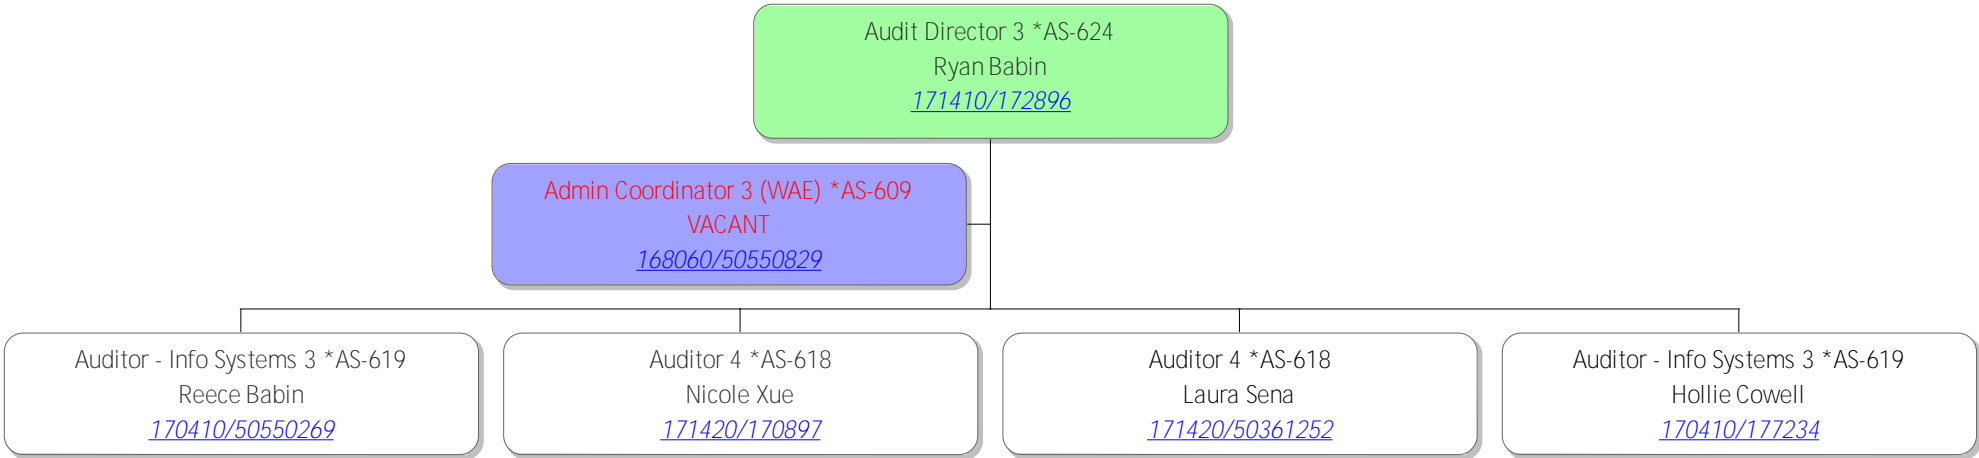 Audit Director 3 *AS-624
Ryan Babin
171410/172896
Admin Coordinator 3 (WAE) *AS-609
VACANT
168060/50550829
Auditor - Info Systems 3 *AS-619
Reece Babin
170410/50550269
Auditor 4 *AS-618
Nicole Xue
171420/170897
Auditor 4 *AS-618
Laura Sena
171420/50361252
Auditor - Info Systems 3 *AS-619
Hollie Cowell
170410/177234